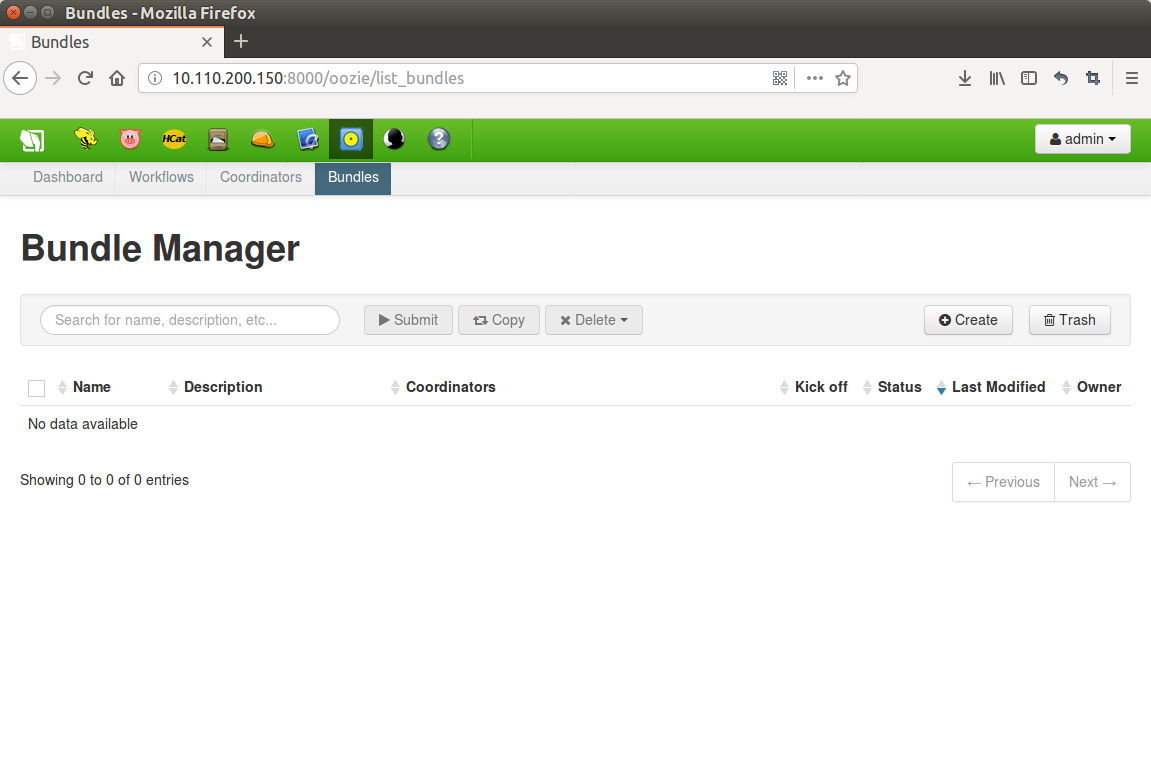 Bundles - Mozilla Firefox
Bundles
10.110.200.150:8000/oozie/list_bundles
HCat
admin
Dashboard Workflows Coordinators Bundles
Bundle Manager
Search for name, description, etc... Submit Copy Delete Create Trash
Name Description Coordinators Kick off Status Last Modified Owner
No data available
Showing 0 to 0 of 0 entries
← Previous Next →